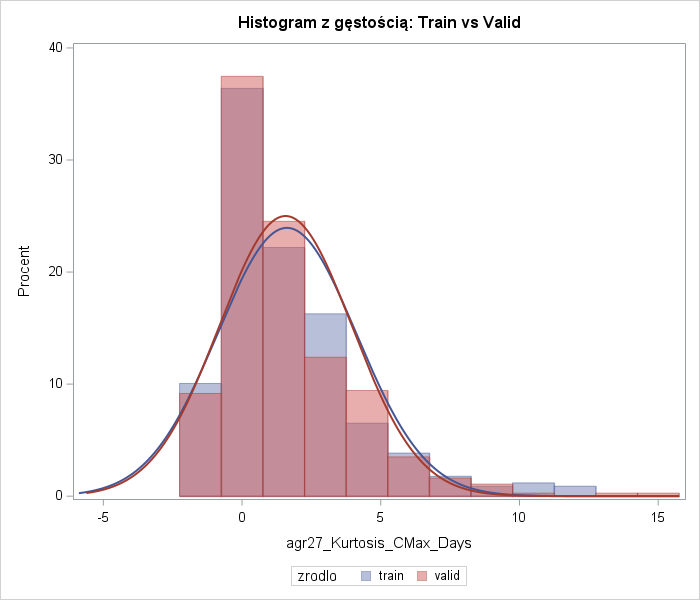 Histogram z gęstością: Train vs Valid
40
30
20
10
0
Procent
-5
0
5
10
15
agr27_Kurtosis_CMax_Days
zrodlo train valid